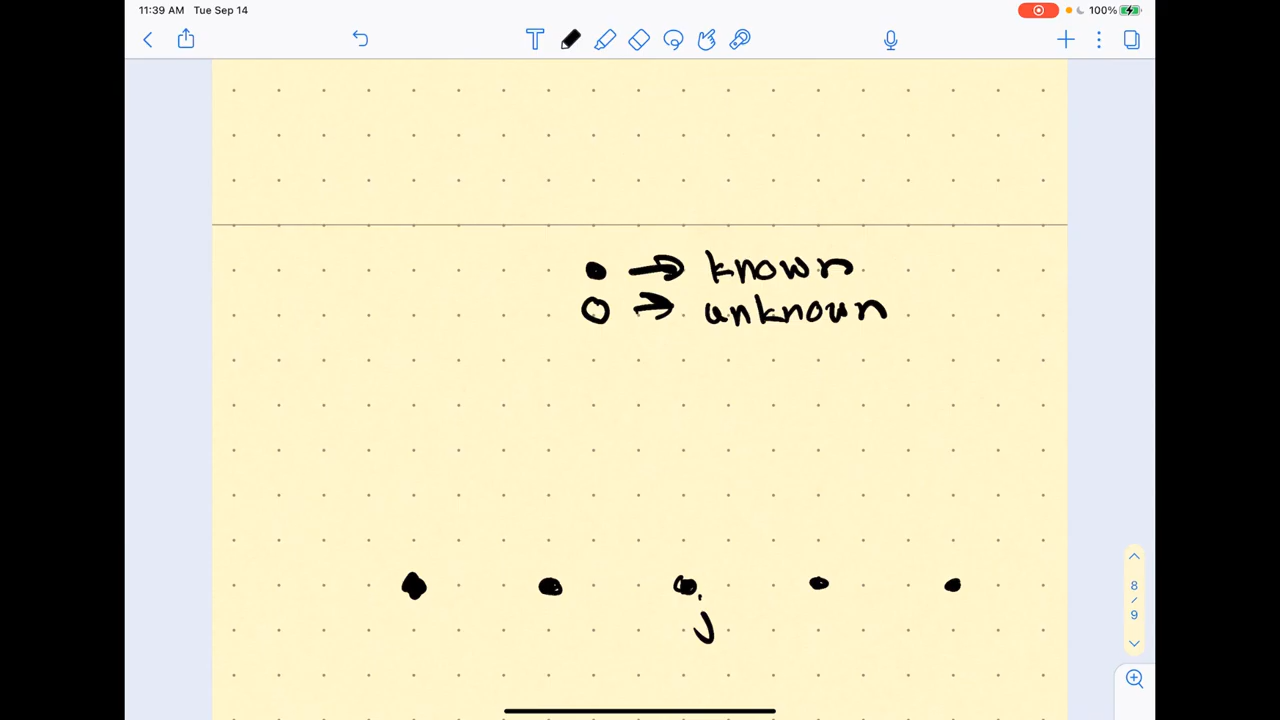 11:39 AM Tue Sep 14
100%
T
→ known
→ unknown
j
8
/
9